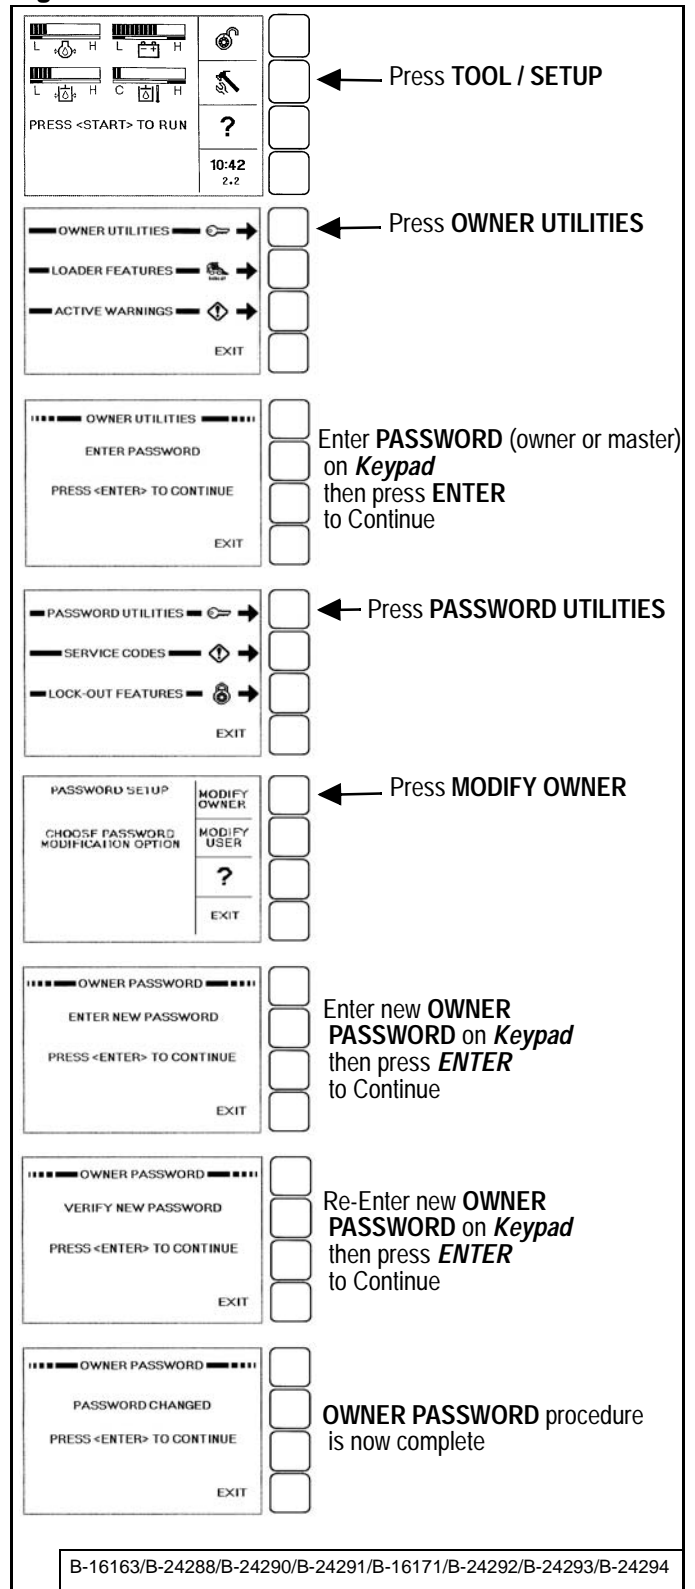 L H L H
L H C H
PRESS <START> TO RUN
?
10:42
2.2
Press TOOL / SETUP
OWNER UTILITIES
LOADER FEATURES
ACTIVE WARNINGS
EXIT
Press OWNER UTILITIES
OWNER UTILITIES
ENTER PASSWORD
PRESS <ENTER> TO CONTINUE
EXIT
Enter PASSWORD (owner or master)
on Keypad
then press ENTER
to Continue
PASSWORD UTILITIES
SERVICE CODES
LOCK-OUT FEATURES
EXIT
Press PASSWORD UTILITIES
PASSWORD SETUP
CHOOSE PASSWORD
MODIFICATION OPTION
MODIFY
OWNER
MODIFY
USER
?
EXIT
Press MODIFY OWNER
OWNER PASSWORD
ENTER NEW PASSWORD
PRESS <ENTER> TO CONTINUE
EXIT
Enter new OWNER
PASSWORD on Keypad
then press ENTER
to Continue
OWNER PASSWORD
VERIFY NEW PASSWORD
PRESS <ENTER> TO CONTINUE
EXIT
Re-Enter new OWNER
PASSWORD on Keypad
then press ENTER
to Continue
OWNER PASSWORD
PASSWORD CHANGED
PRESS <ENTER> TO CONTINUE
EXIT
OWNER PASSWORD procedure
is now complete
B-16163/B-24288/B-24290/B-24291/B-16171/B-24292/B-24293/B-24294